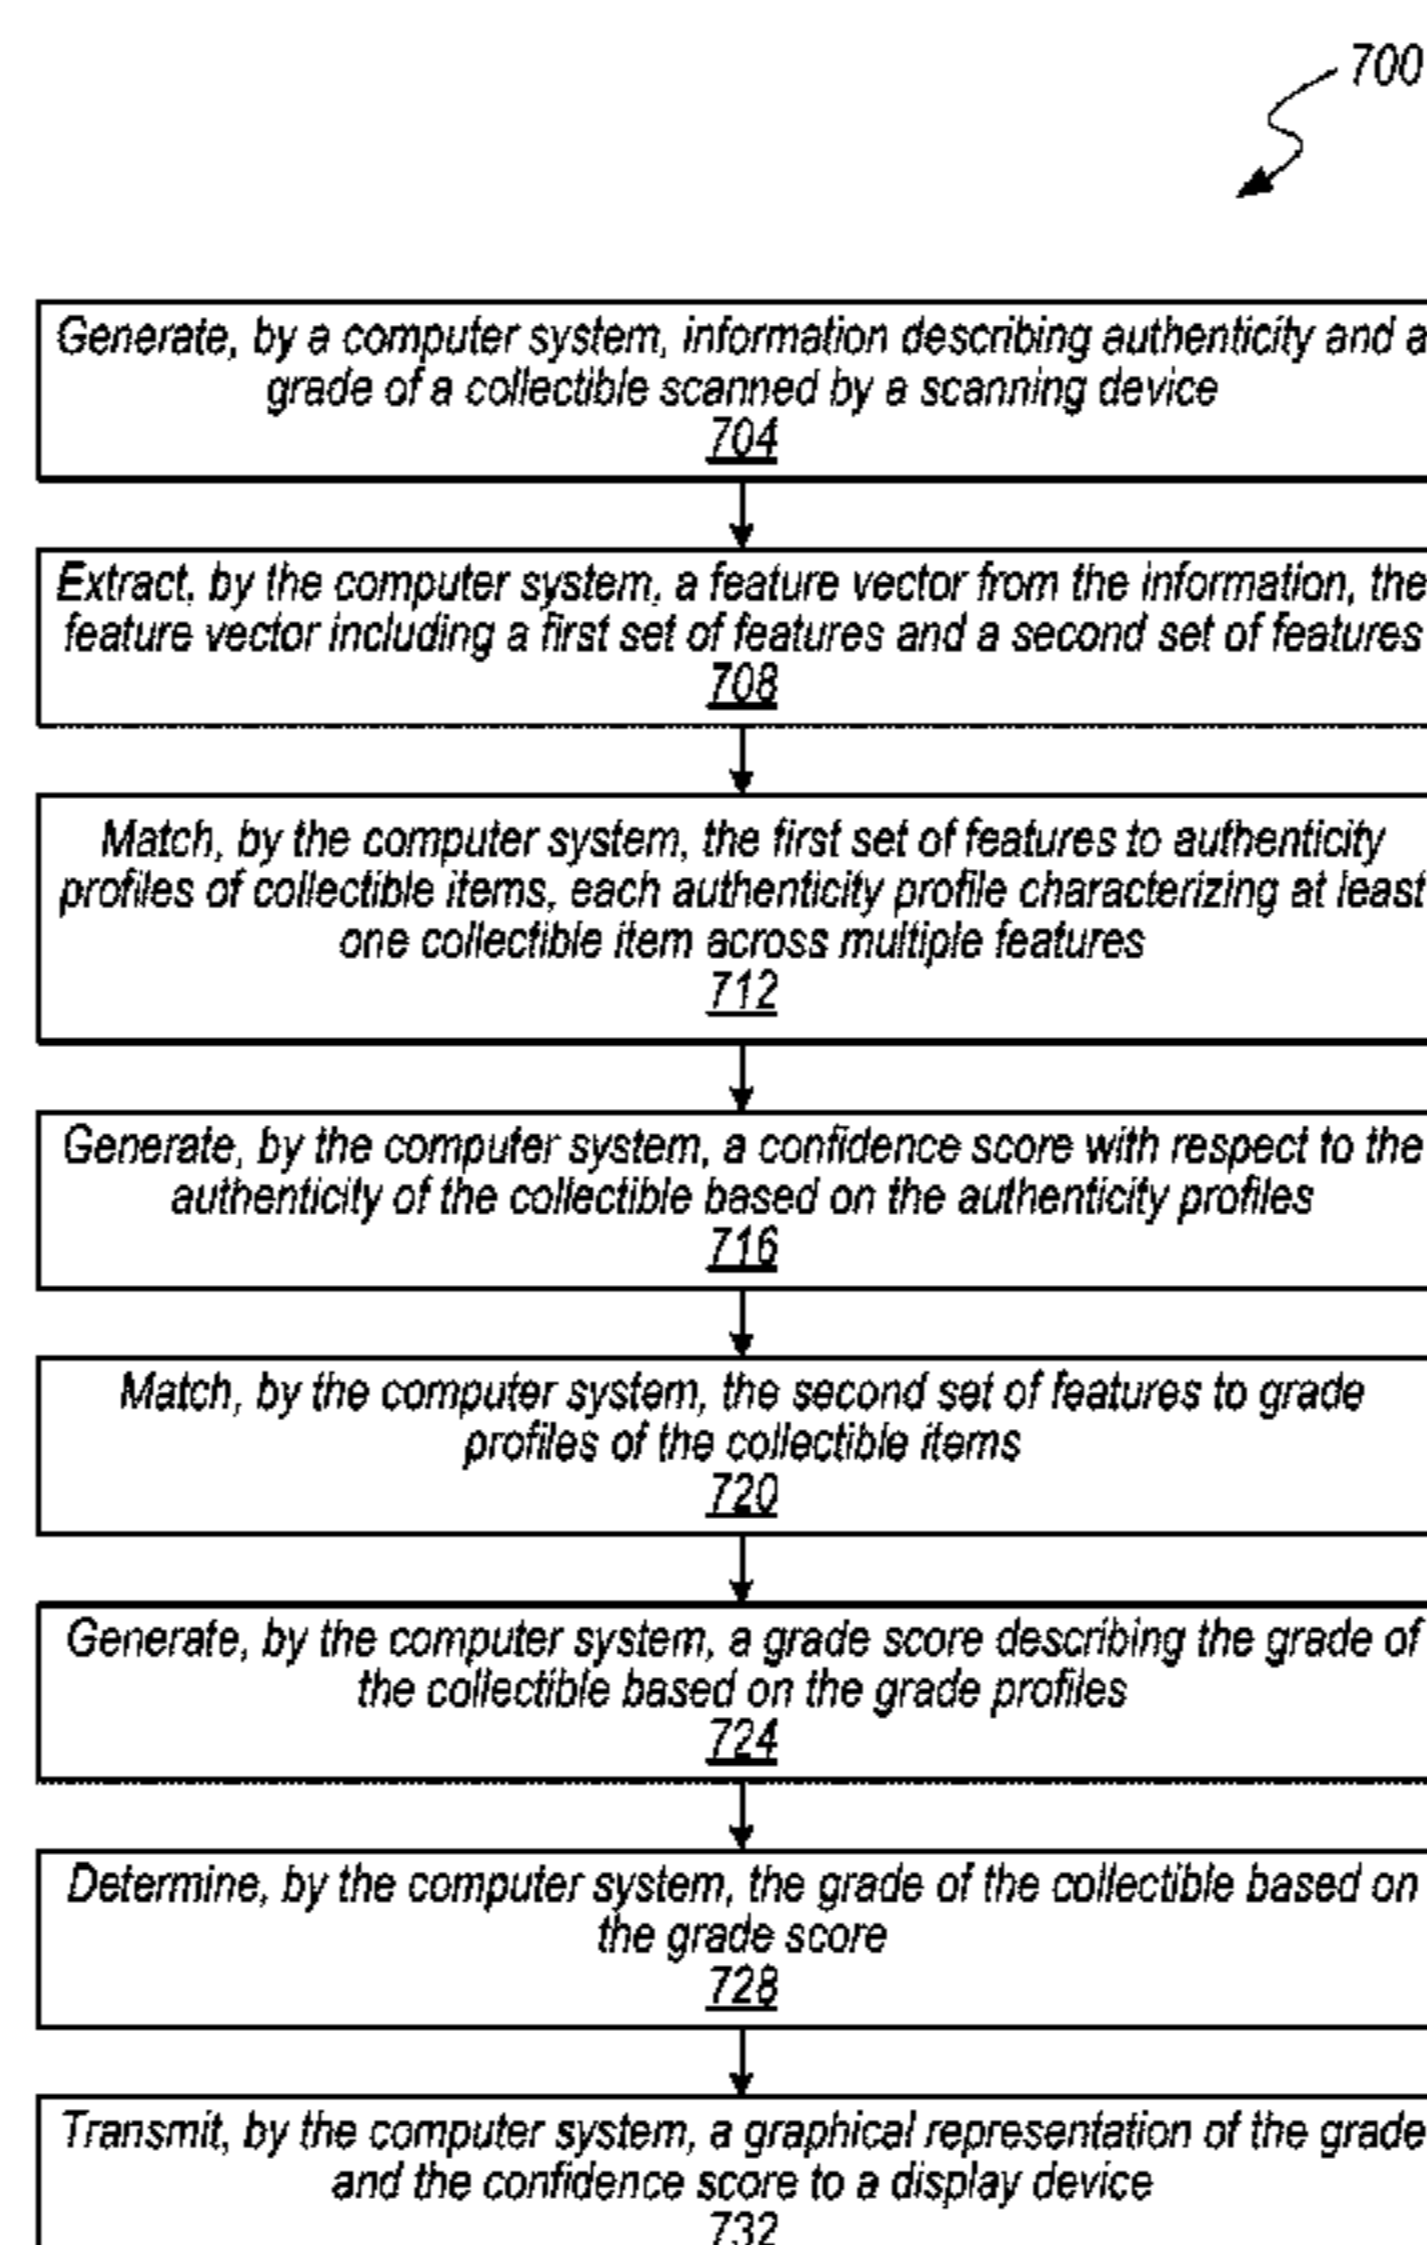 700
Generate, by a computer system, information describing authenticity and a
grade of a collectible scanned by a scanning device
704
Extract, by the computer system, a feature vector from the information, the
feature vector including a first set of features and a second set of features
708
Match, by the computer system, the first set of features to authenticity
profiles of collectible items, each authenticity profile characterizing at least
one collectible item across multiple features
712
Generate, by the computer system, a confidence score with respect to the
authenticity of the collectible based on the authenticity profiles
716
Match, by the computer system, the second set of features to grade
profiles of the collectible items
720
Generate, by the computer system, a grade score describing the grade of
the collectible based on the grade profiles
724
Determine, by the computer system, the grade of the collectible based on
the grade score
728
Transmit, by the computer system, a graphical representation of the grade
and the confidence score to a display device
732